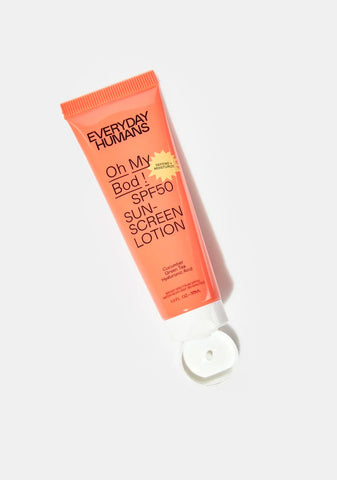 EVERYDAY
HUMANS
Oh My
Bod!
SPF50
SUN-
SCREEN
LOTION
Cucumber
Green Tea
Hyaluronic Acid